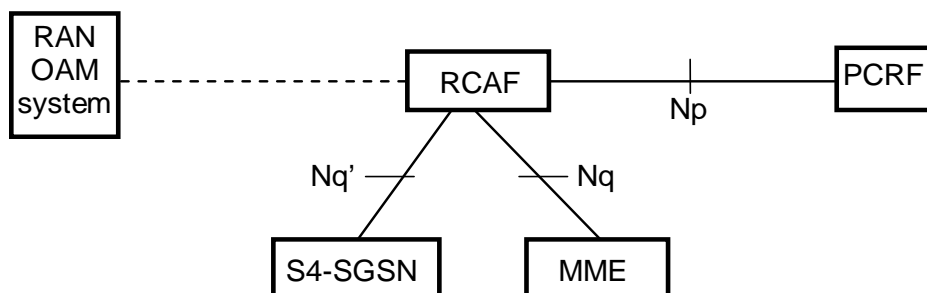 RAN
OAM
system
RCAF
PCRF
Np
Nq’
Nq
S4-SGSN
MME